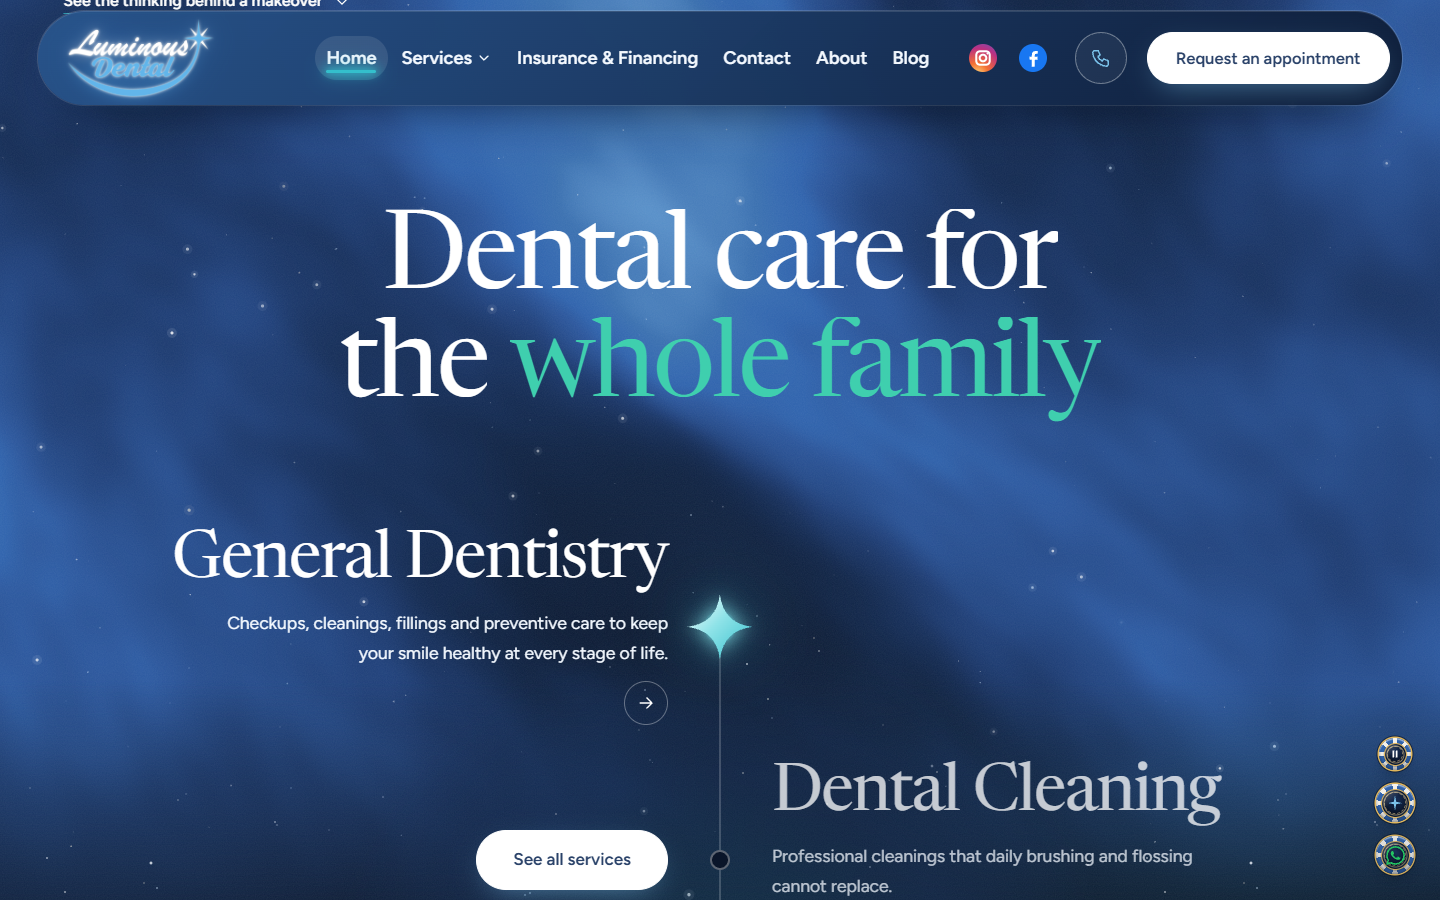 See the thinking behind a makeover
Luminous
Dental
Home
Services
Insurance & Financing
Contact
About
Blog
Request an appointment
Dental care for
the whole family
General Dentistry
Checkups, cleanings, fillings and preventive care to keep
your smile healthy at every stage of life.
See all services
Dental Cleaning
Professional cleanings that daily brushing and flossing
cannot replace.